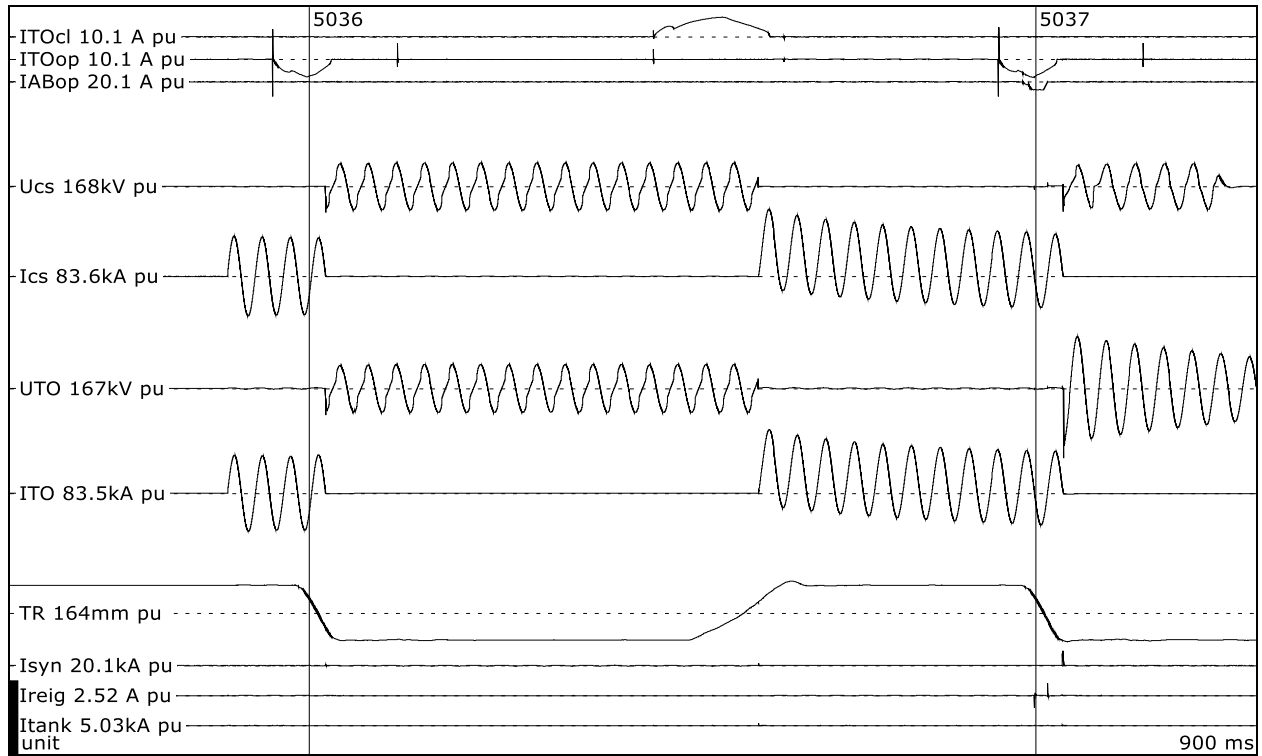 5036
5037
ITOcl 10.1 A pu
ITOop 10.1 A pu
IABop 20.1 A pu
Ucs 168kV pu
Ics 83.6kA pu
UTO 167kV pu
ITO 83.5kA pu
TR 164mm pu
Isyn 20.1kA pu
Ireig 2.52 A pu
Itank 5.03kA pu
unit
900 ms